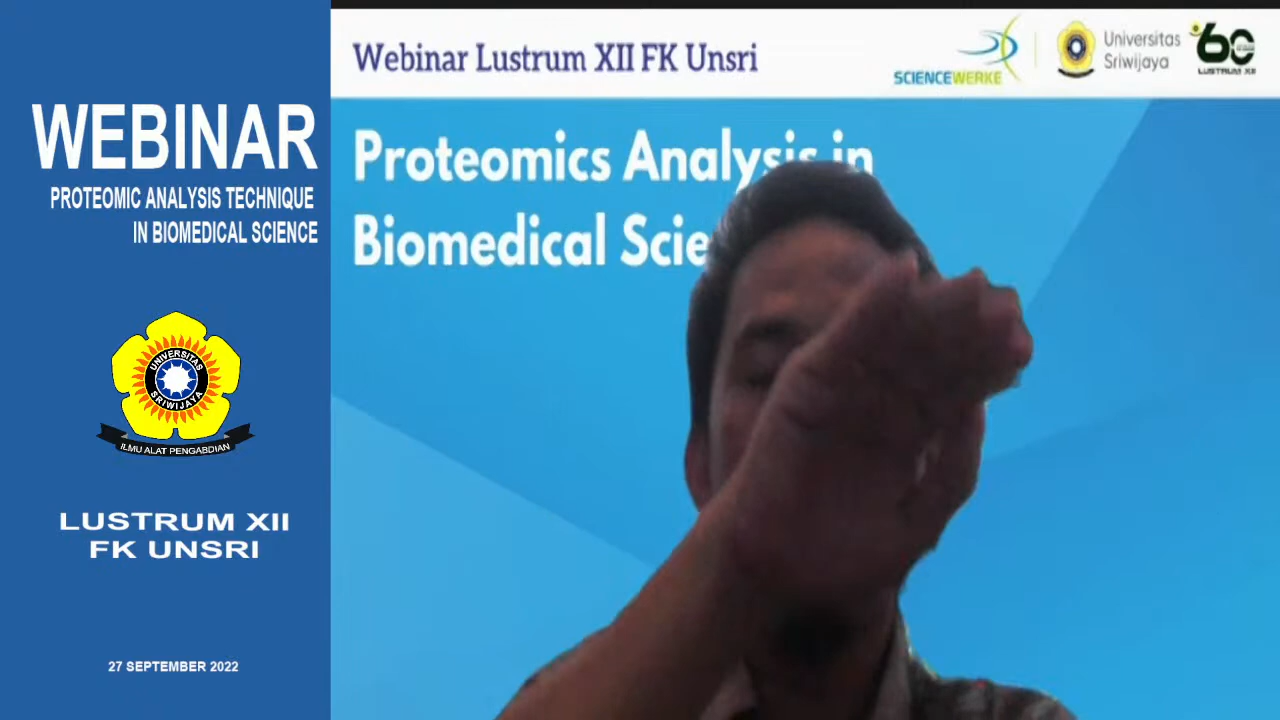 WEBINAR
PROTEOMIC ANALYSIS TECHNIQUE
IN BIOMEDICAL SCIENCE
UNIVERSITAS
SRIWIJAYA
ILMU ALAT PENGABDIAN
LUSTRUM XII
FK UNSRI
27 SEPTEMBER 2022
Webinar Lustrum XII FK Unsri
SCIENCEWERKE
Universitas
Sriwijaya
60
LUSTRUM XII
Proteomics Analysis in
Biomedical Scie